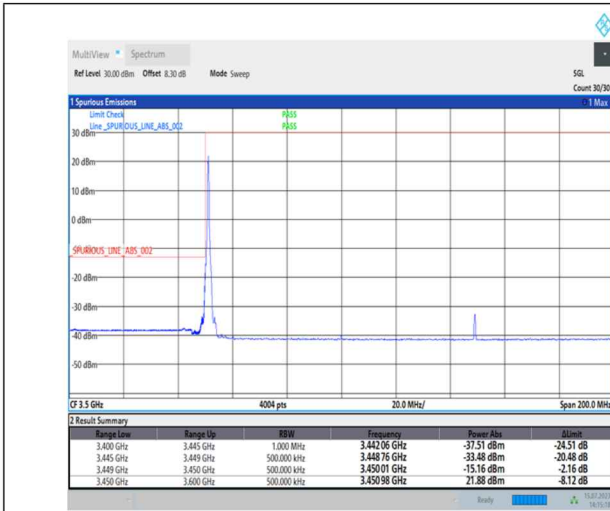 MultiView Spectrum
Ref Level 30.00 dBm Offset 8.30 dB Mode Sweep SGL
Count 30/30
1 Spurious Emissions 1 Max
Limit Check PASS
Line _SPURIOUS_LINE_ABS_002 PASS
30 dBm
20 dBm
10 dBm
0 dBm
_SPURIOUS_LINE_ABS_002
-20 dBm
-30 dBm
-40 dBm
-50 dBm
CF 3.5 GHz 4004 pts 20.0 MHz/ Span 200.0 MHz
2 Result Summary
Range Low Range Up RBW Frequency Power Abs ΔLimit
3.400 GHz 3.445 GHz 1.000 MHz 3.44206 GHz -37.51 dBm -24.51 dB
3.445 GHz 3.449 GHz 500.000 kHz 3.44876 GHz -33.48 dBm -20.48 dB
3.449 GHz 3.450 GHz 500.000 kHz 3.45001 GHz -15.16 dBm -2.16 dB
3.450 GHz 3.600 GHz 500.000 kHz 3.45098 GHz 21.88 dBm -8.12 dB
Ready